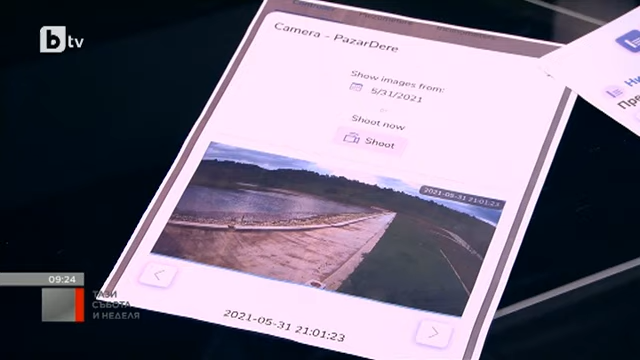 btv
Camera – PazarDere
Show images from:
5/31/2021
or
Shoot now
Shoot
2021-05-31 21:01:23
2021-05-31 21:01:23
09:24
ТАЗИ
СЪБОТА
И НЕДЕЛЯ